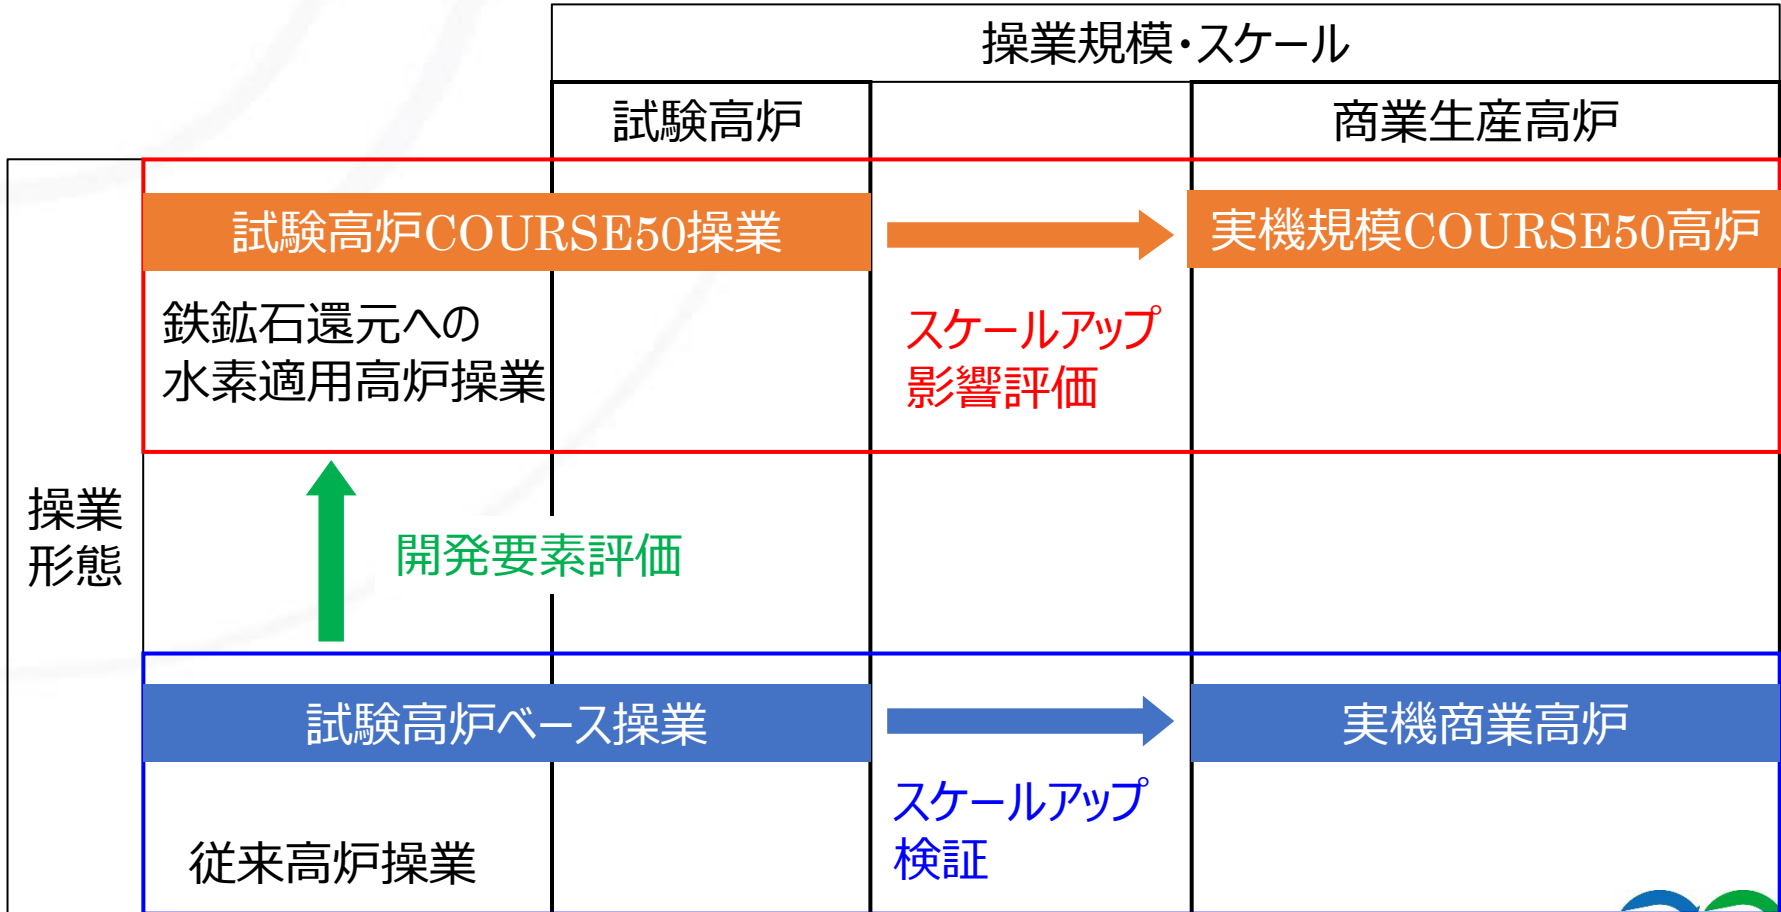 操業規模・スケール
試験高炉
商業生産高炉
試験高炉COURSE50操業
実機規模COURSE50高炉
鉄鉱石還元への
水素適用高炉操業
スケールアップ
影響評価
操業
形態
開発要素評価
試験高炉ベース操業
実機商業高炉
スケールアップ
検証
従来高炉操業